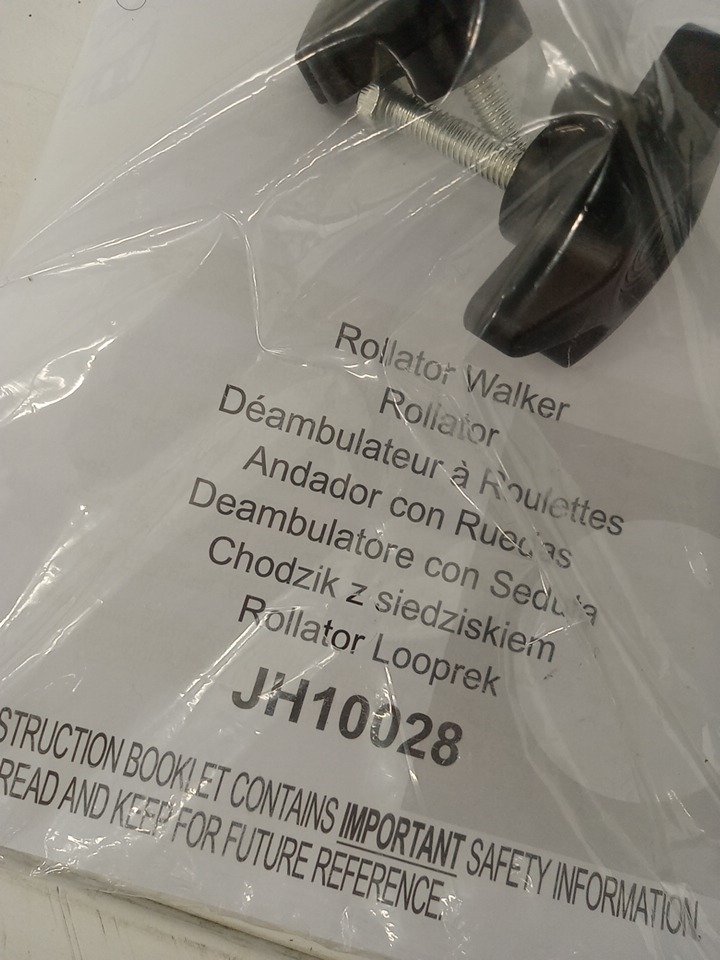 Rollator Walker
Rollator
Déambulateur à Roulettes
Andador con Ruedas
Deambulatore con Seduta
Chodzik z siedziskiem
Rollator Looprek
JH10028
STRUCTION BOOKLET CONTAINS IMPORTANT SAFETY INFORMATION.
READ AND KEEP FOR FUTURE REFERENCE.